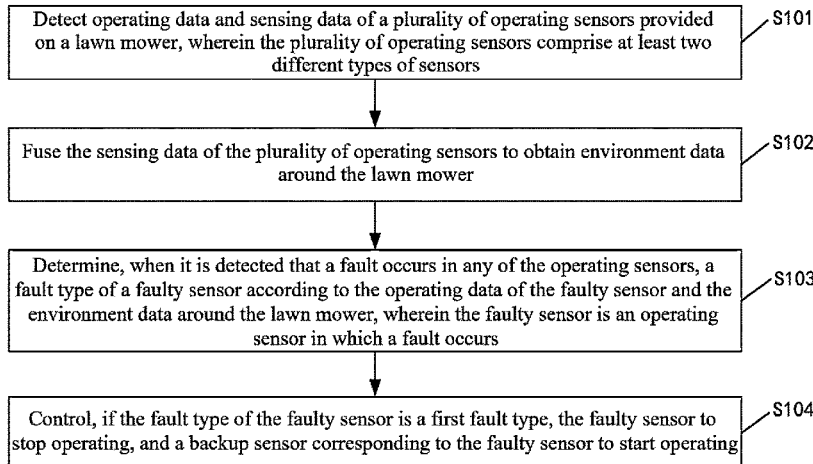 Detect operating data and sensing data of a plurality of operating sensors provided
on a lawn mower, wherein the plurality of operating sensors comprise at least two
different types of sensors
S101
Fuse the sensing data of the plurality of operating sensors to obtain environment data
around the lawn mower
S102
Determine, when it is detected that a fault occurs in any of the operating sensors, a
fault type of a faulty sensor according to the operating data of the faulty sensor and the
environment data around the lawn mower, wherein the faulty sensor is an operating
sensor in which a fault occurs
S103
Control, if the fault type of the faulty sensor is a first fault type, the faulty sensor to
stop operating, and a backup sensor corresponding to the faulty sensor to start operating
S104